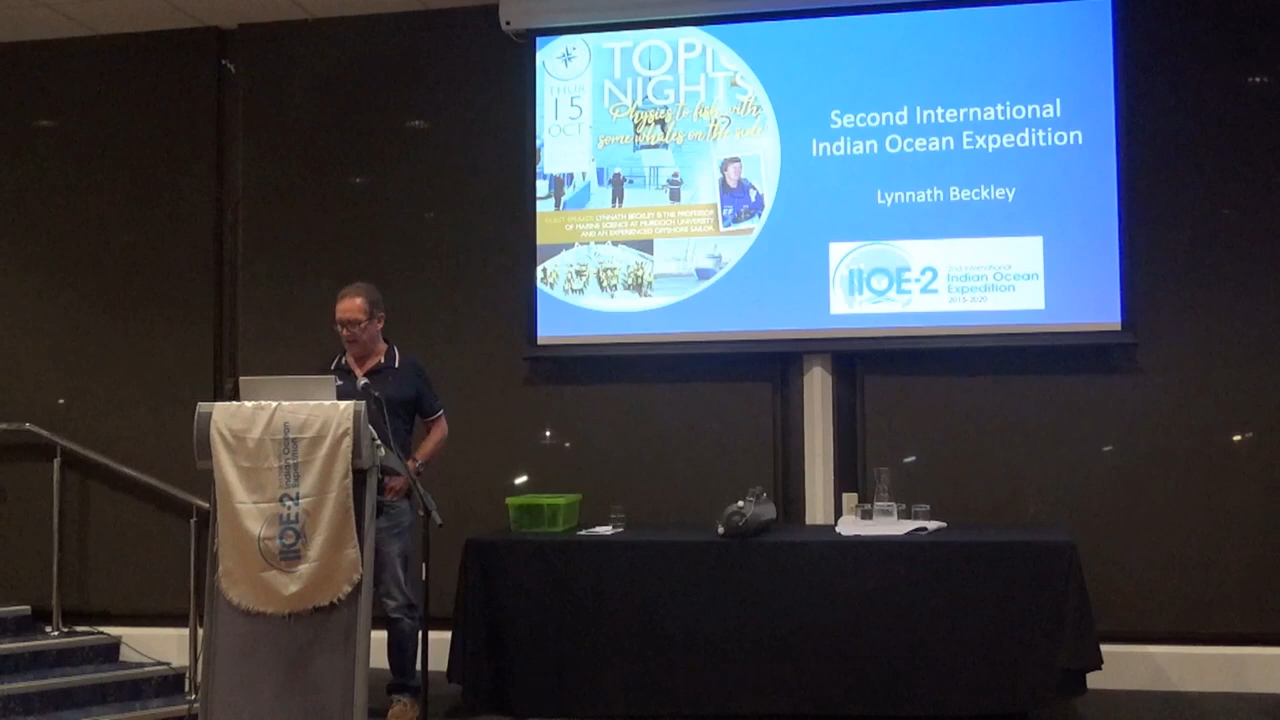 TOPIC
NIGHTS
THUR
15
OCT
Physics to fish with
some whales on the side
GUEST SPEAKER LYNNATH BECKLEY IS THE PROFESSOR
OF MARINE SCIENCE AT MURDOCH UNIVERSITY
AND AN EXPERIENCED OFFSHORE SAILOR
Second International
Indian Ocean Expedition
Lynnath Beckley
IIOE-2
2nd International
Indian Ocean
Expedition
2015-2020
IIOE-2
Indian Ocean
Expedition